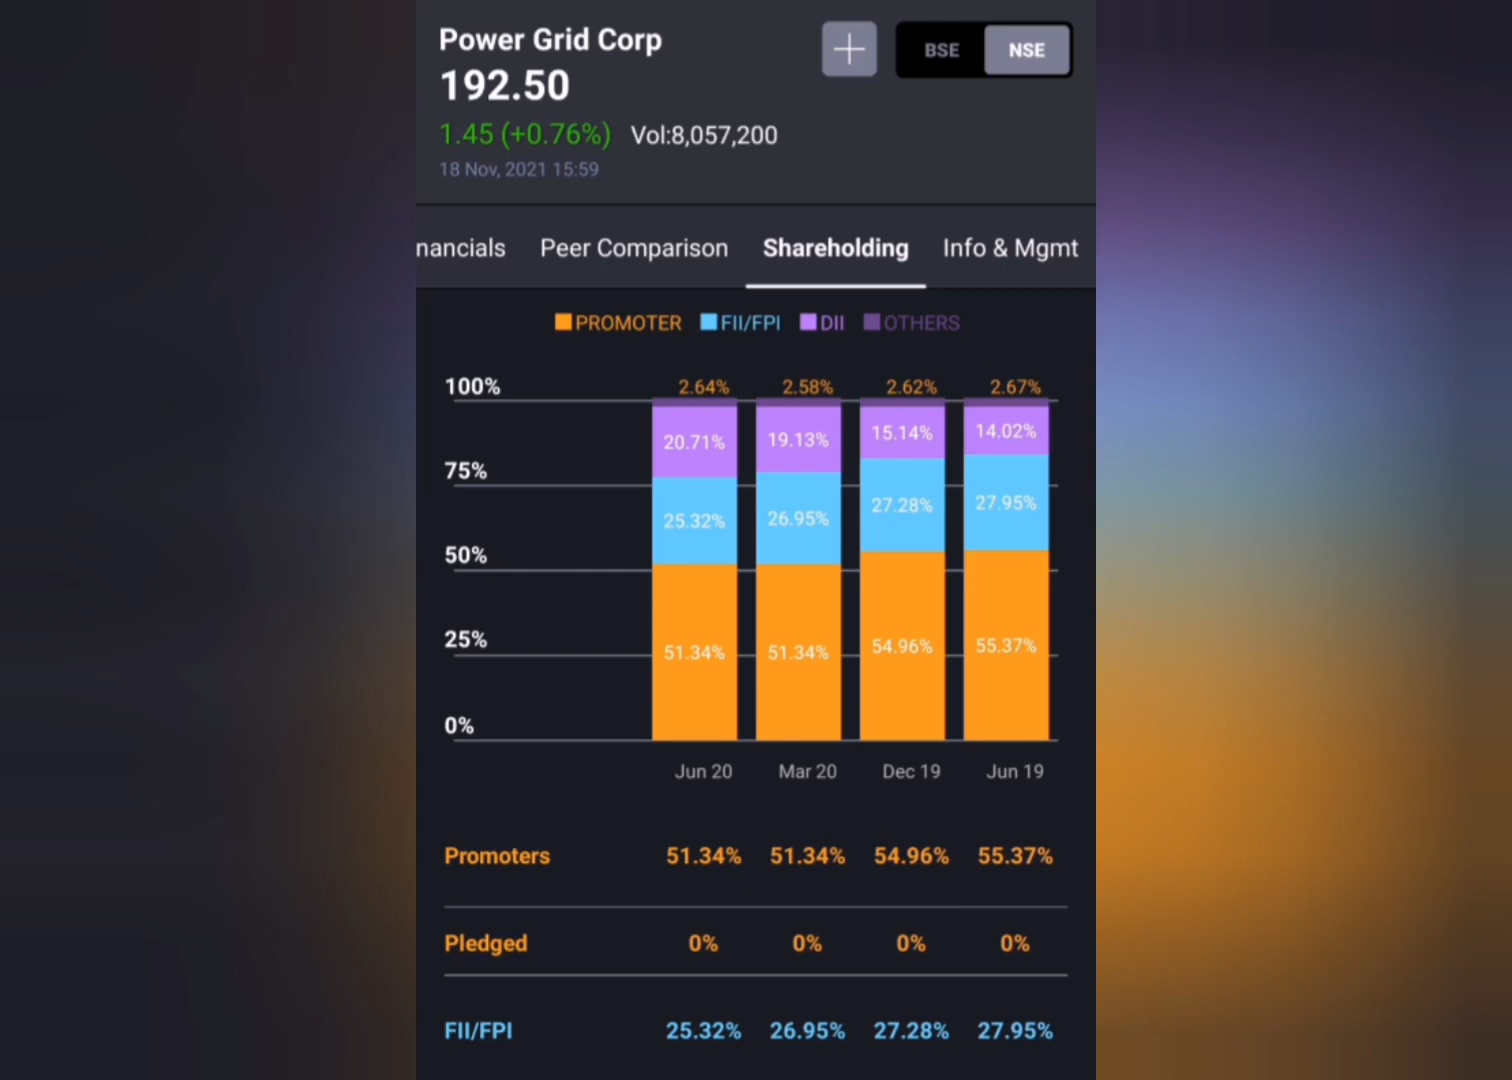 Power Grid Corp
192.50
1.45 (+0.76%) Vol:8,057,200
18 Nov, 2021 15:59
BSE NSE
nancials Peer Comparison Shareholding Info & Mgmt
PROMOTER FII/FPI DII OTHERS
100% 2.64% 2.58% 2.62% 2.67%
20.71% 19.13% 15.14% 14.02%
75%
25.32% 26.95% 27.28% 27.95%
50%
25%
51.34% 51.34% 54.96% 55.37%
0%
Jun 20 Mar 20 Dec 19 Jun 19
Promoters 51.34% 51.34% 54.96% 55.37%
Pledged 0% 0% 0% 0%
FII/FPI 25.32% 26.95% 27.28% 27.95%